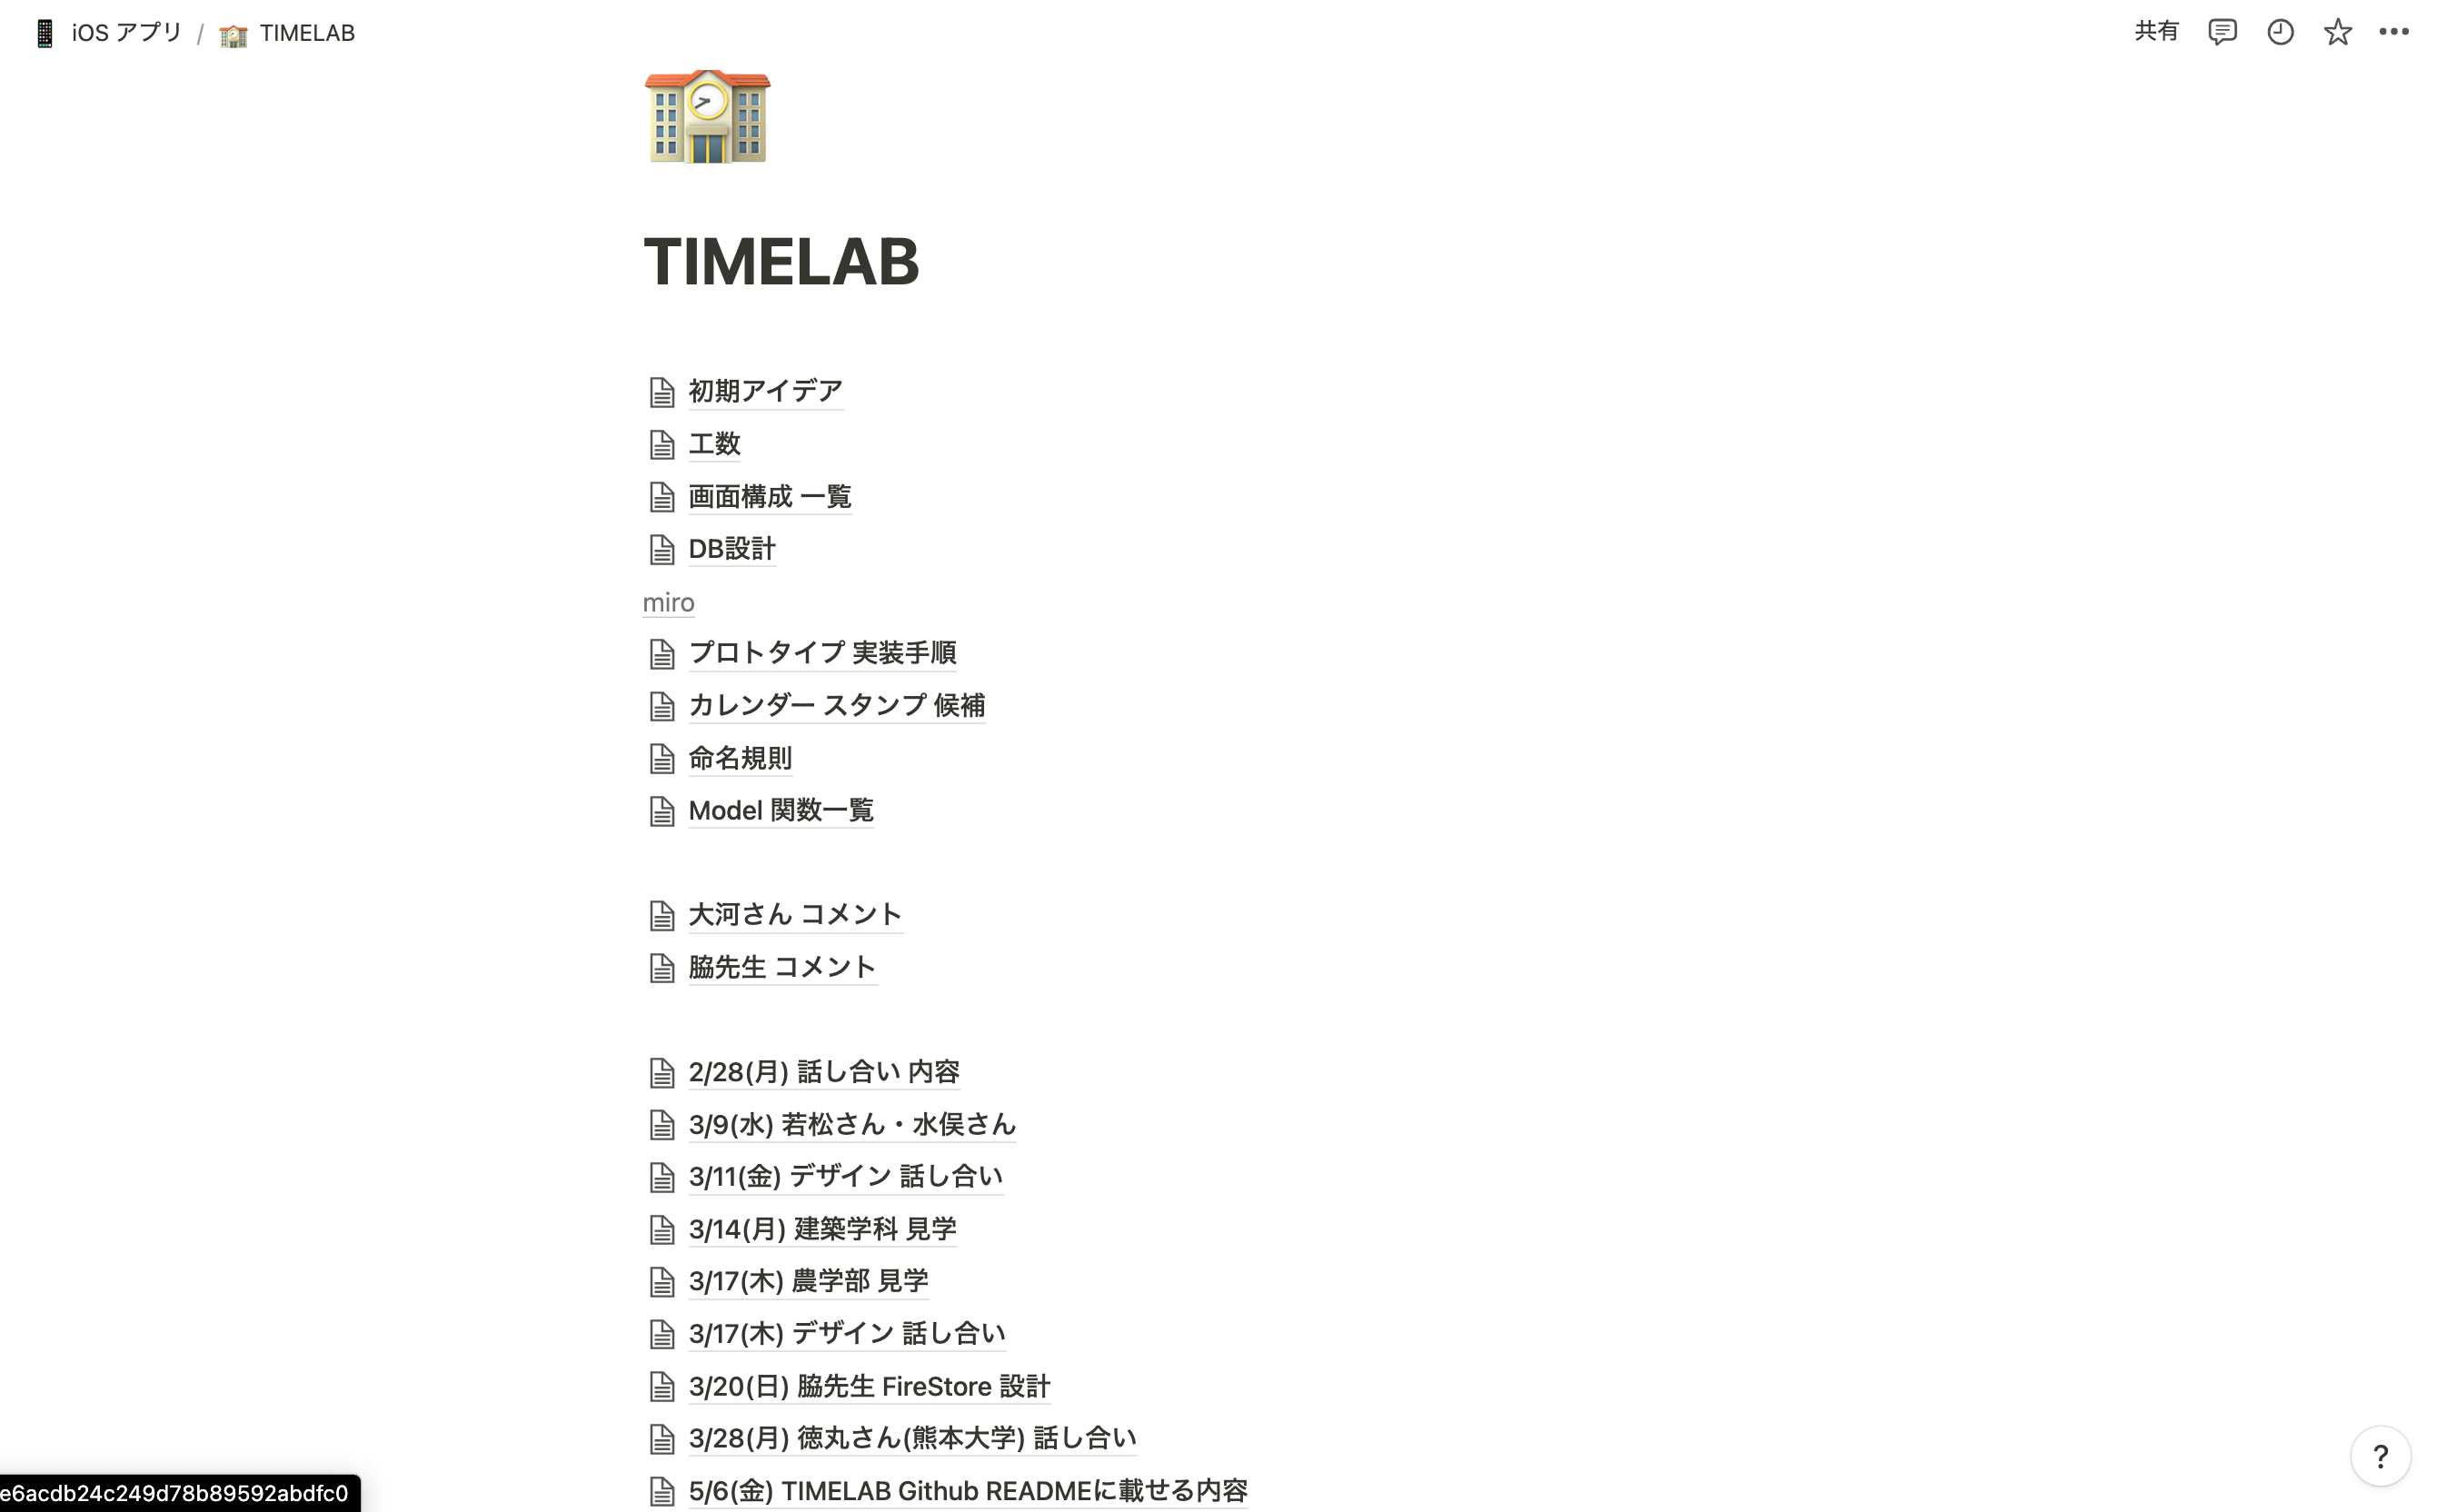 iOS アプリ / TIMELAB
共有
TIMELAB
初期アイデア
工数
画面構成 一覧
DB設計
miro
プロトタイプ 実装手順
カレンダー スタンプ 候補
命名規則
Model 関数一覧
大河さん コメント
脇先生 コメント
2/28(月) 話し合い 内容
3/9(水) 若松さん・水俣さん
3/11(金) デザイン 話し合い
3/14(月) 建築学科 見学
3/17(木) 農学部 見学
3/17(木) デザイン 話し合い
3/20(日) 脇先生 FireStore 設計
3/28(月) 徳丸さん(熊本大学) 話し合い
5/6(金) TIMELAB Github READMEに載せる内容
?
e6acdb24c249d78b89592abdfc0